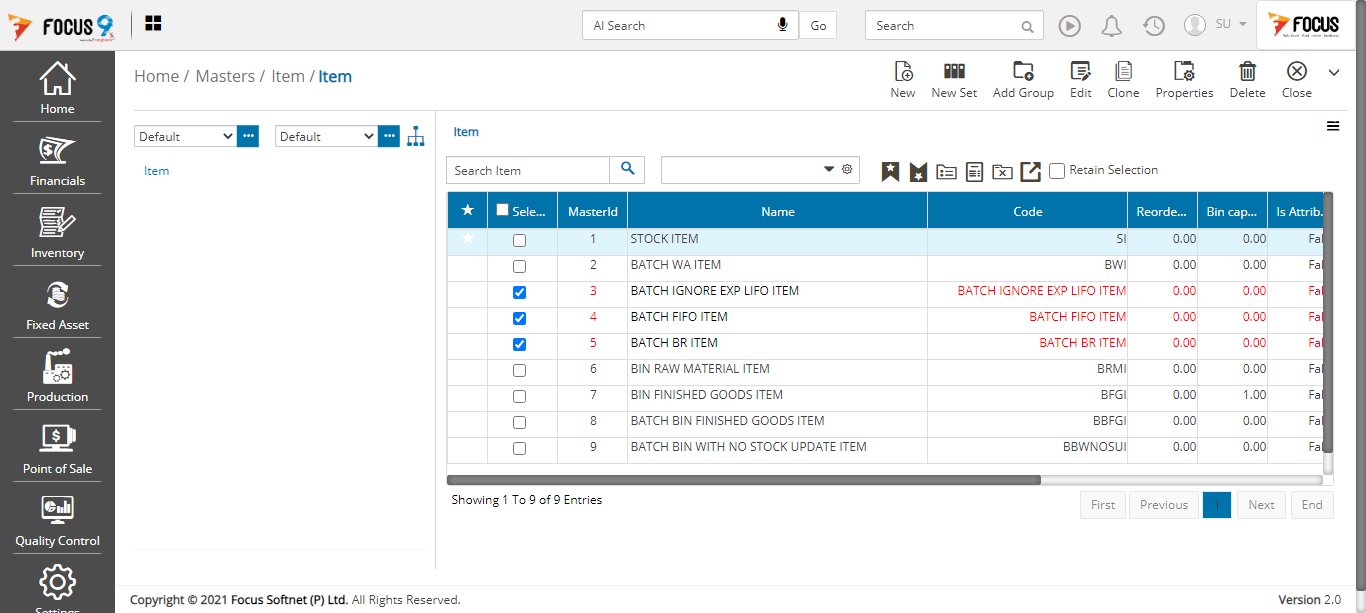 FOCUS 9
AI Search
Go
Search
SU
FOCUS
Home
Financials
Inventory
Fixed Asset
Production
Point of Sale
Quality Control
Settings
Home / Masters / Item / Item
New
New Set
Add Group
Edit
Clone
Properties
Delete
Close
Default
Default
Item
Item
Search Item
Retain Selection
Sele... MasterId Name Code Reorde... Bin cap... Is Attrib.
1 STOCK ITEM SI 0.00 0.00 Fal
2 BATCH WA ITEM BWI 0.00 0.00 Fal
3 BATCH IGNORE EXP LIFO ITEM BATCH IGNORE EXP LIFO ITEM 0.00 0.00 Fal
4 BATCH FIFO ITEM BATCH FIFO ITEM 0.00 0.00 Fal
5 BATCH BR ITEM BATCH BR ITEM 0.00 0.00 Fal
6 BIN RAW MATERIAL ITEM BRMI 0.00 0.00 Fal
7 BIN FINISHED GOODS ITEM BFGI 0.00 1.00 Fal
8 BATCH BIN FINISHED GOODS ITEM BBFGI 0.00 0.00 Fal
9 BATCH BIN WITH NO STOCK UPDATE ITEM BBWNOSUI 0.00 0.00 Fal
Showing 1 To 9 of 9 Entries
First Previous 1 Next End
Copyright © 2021 Focus Softnet (P) Ltd. All Rights Reserved.
Version 2.0